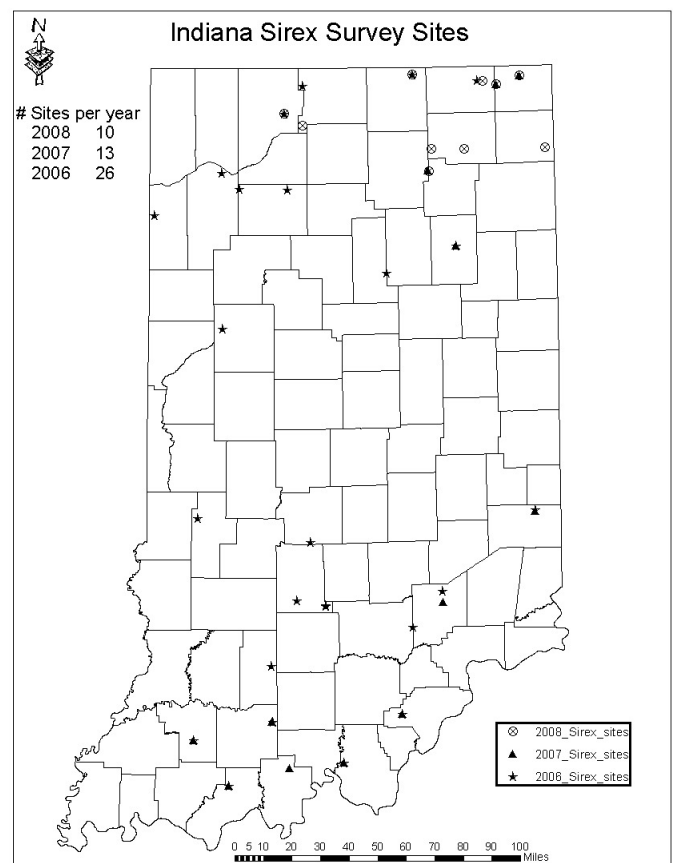 N
Indiana Sirex Survey Sites
# Sites per year
2008 10
2007 13
2006 26
2008_Sirex_sites
2007_Sirex_sites
2006_Sirex_sites
0 5 10 20 30 40 50 60 70 80 90 100
Miles